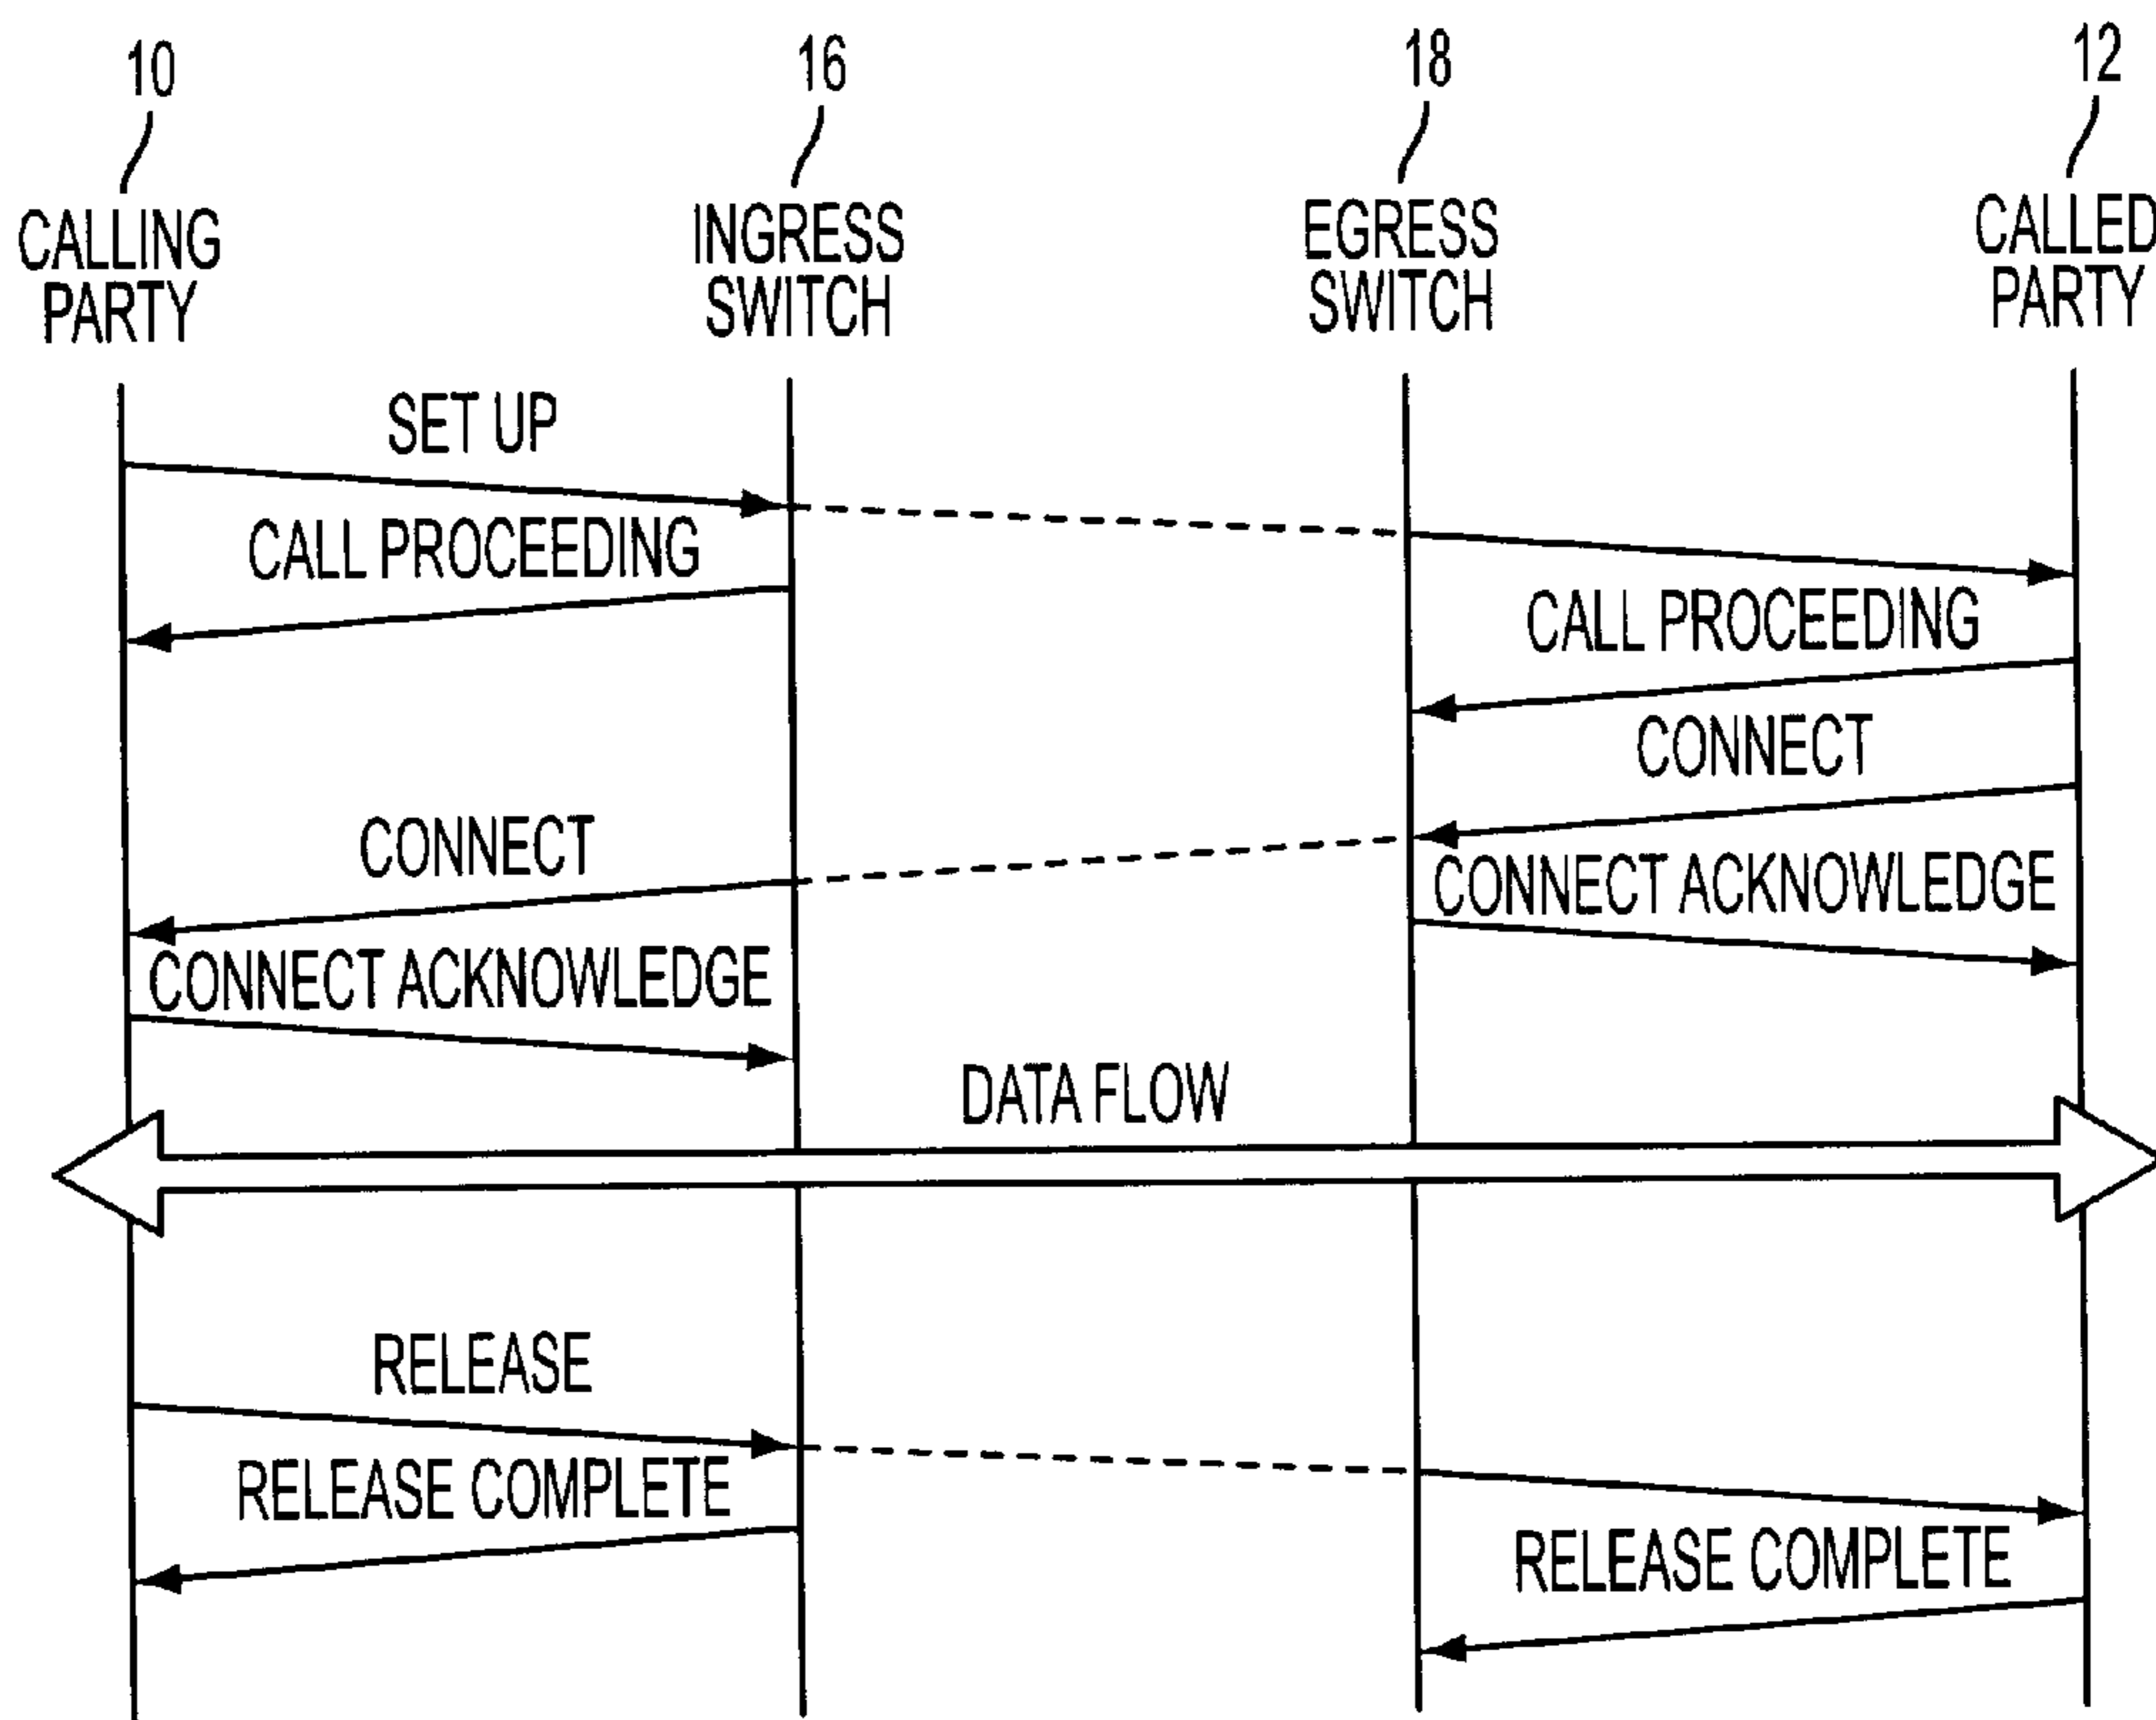 10
16
18
12
CALLING
PARTY
INGRESS
SWITCH
EGRESS
SWITCH
CALLED
PARTY
SET UP
CALL PROCEEDING
CALL PROCEEDING
CONNECT
CONNECT
CONNECT ACKNOWLEDGE
CONNECT ACKNOWLEDGE
DATA FLOW
RELEASE
RELEASE COMPLETE
RELEASE COMPLETE